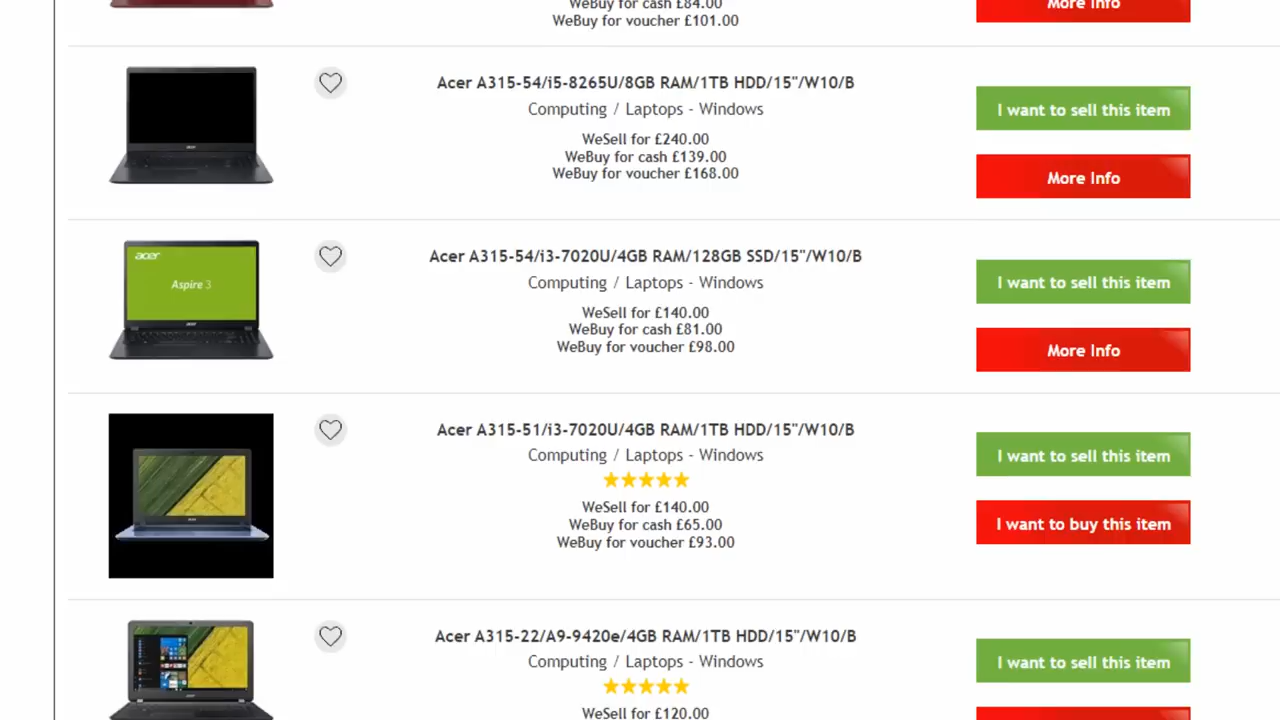 WeBuy for cash £84.00
WeBuy for voucher £101.00
More Info
Acer A315-54/i5-8265U/8GB RAM/1TB HDD/15"/W10/B
Computing / Laptops - Windows
WeSell for £240.00
WeBuy for cash £139.00
WeBuy for voucher £168.00
I want to sell this item
More Info
acer
Aspire 3
Acer A315-54/i3-7020U/4GB RAM/128GB SSD/15"/W10/B
Computing / Laptops - Windows
WeSell for £140.00
WeBuy for cash £81.00
WeBuy for voucher £98.00
I want to sell this item
More Info
Acer A315-51/i3-7020U/4GB RAM/1TB HDD/15"/W10/B
Computing / Laptops - Windows
WeSell for £140.00
WeBuy for cash £65.00
WeBuy for voucher £93.00
I want to sell this item
I want to buy this item
Acer A315-22/A9-9420e/4GB RAM/1TB HDD/15"/W10/B
Computing / Laptops - Windows
WeSell for £120.00
I want to sell this item